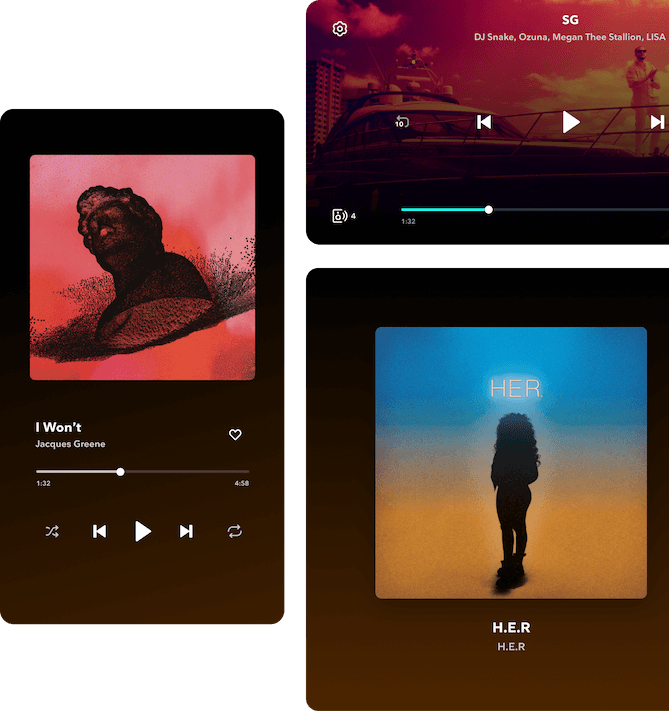 SG
DJ Snake, Ozuna, Megan Thee Stallion, LISA
10
4
1:32
I Won't
Jacques Greene
1:32
4:58
HER
H.E.R
H.E.R